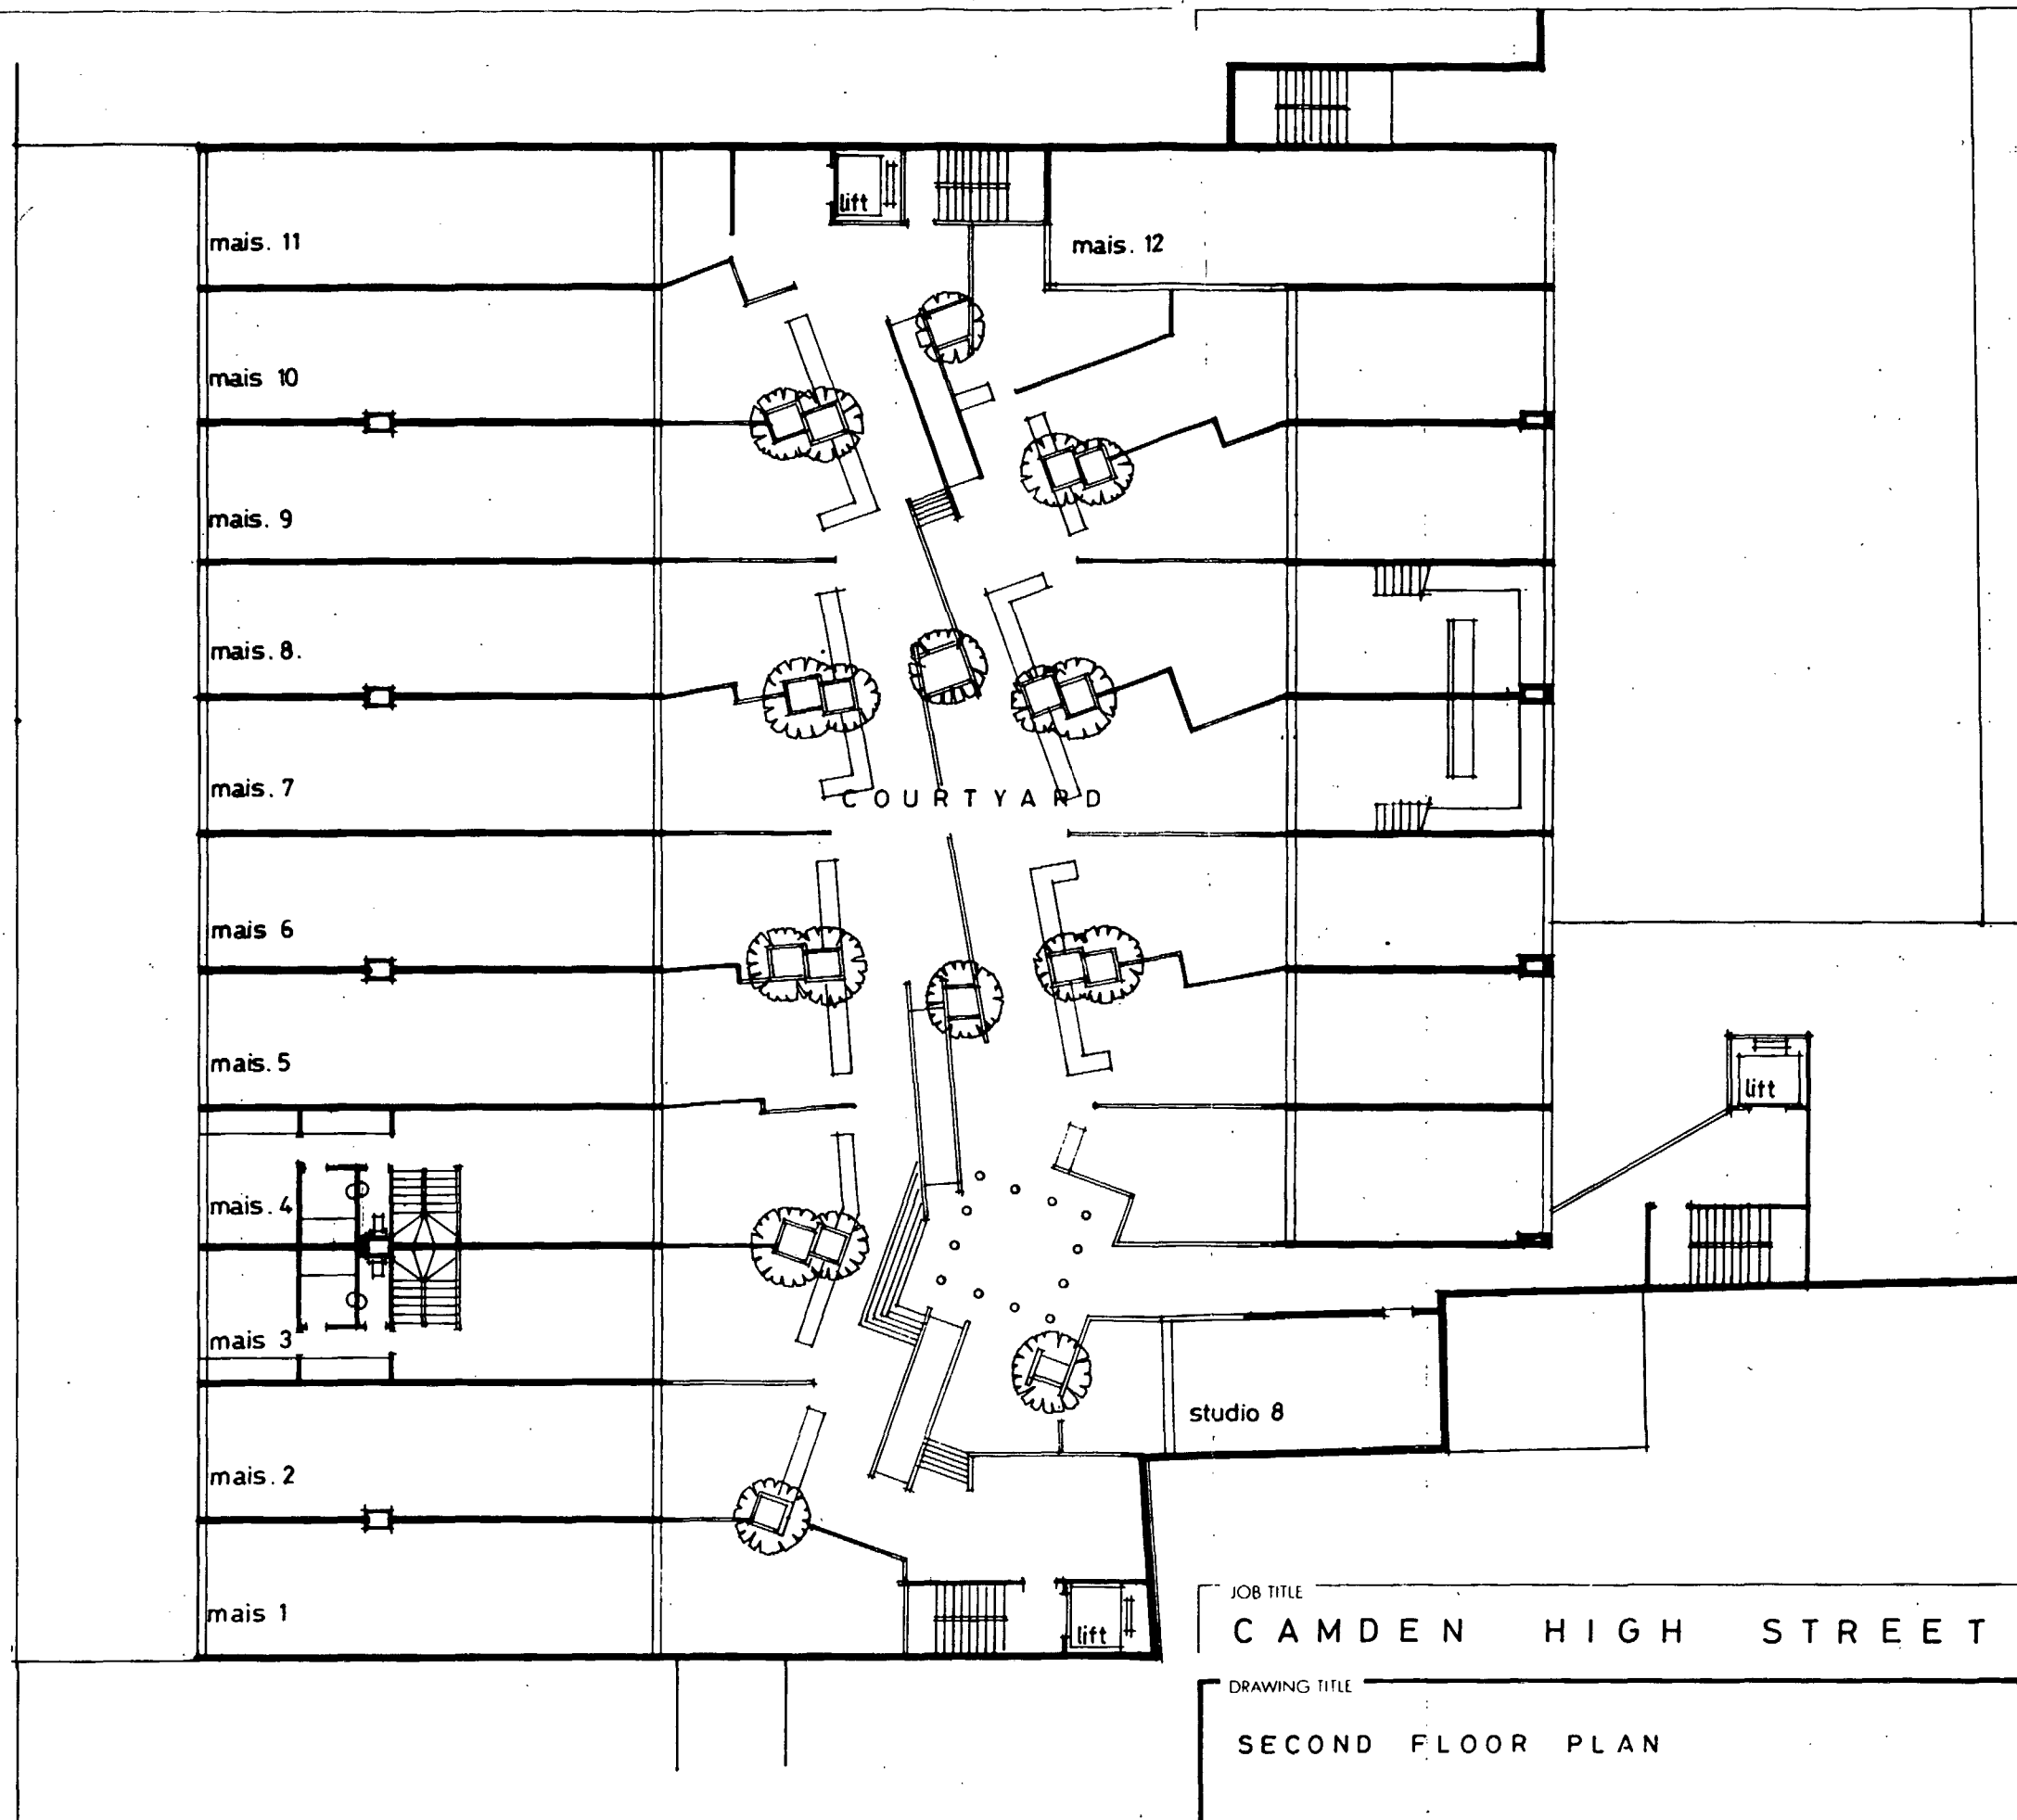 lift
mais. 11
mais. 12
mais 10
mais. 9
mais. 8.
mais. 7
COURTYARD
mais 6
mais. 5
lift
mais. 4
mais 3
studio 8
mais. 2
mais 1
lift
JOB TITLE
CAMDEN HIGH STREET
DRAWING TITLE
SECOND FLOOR PLAN